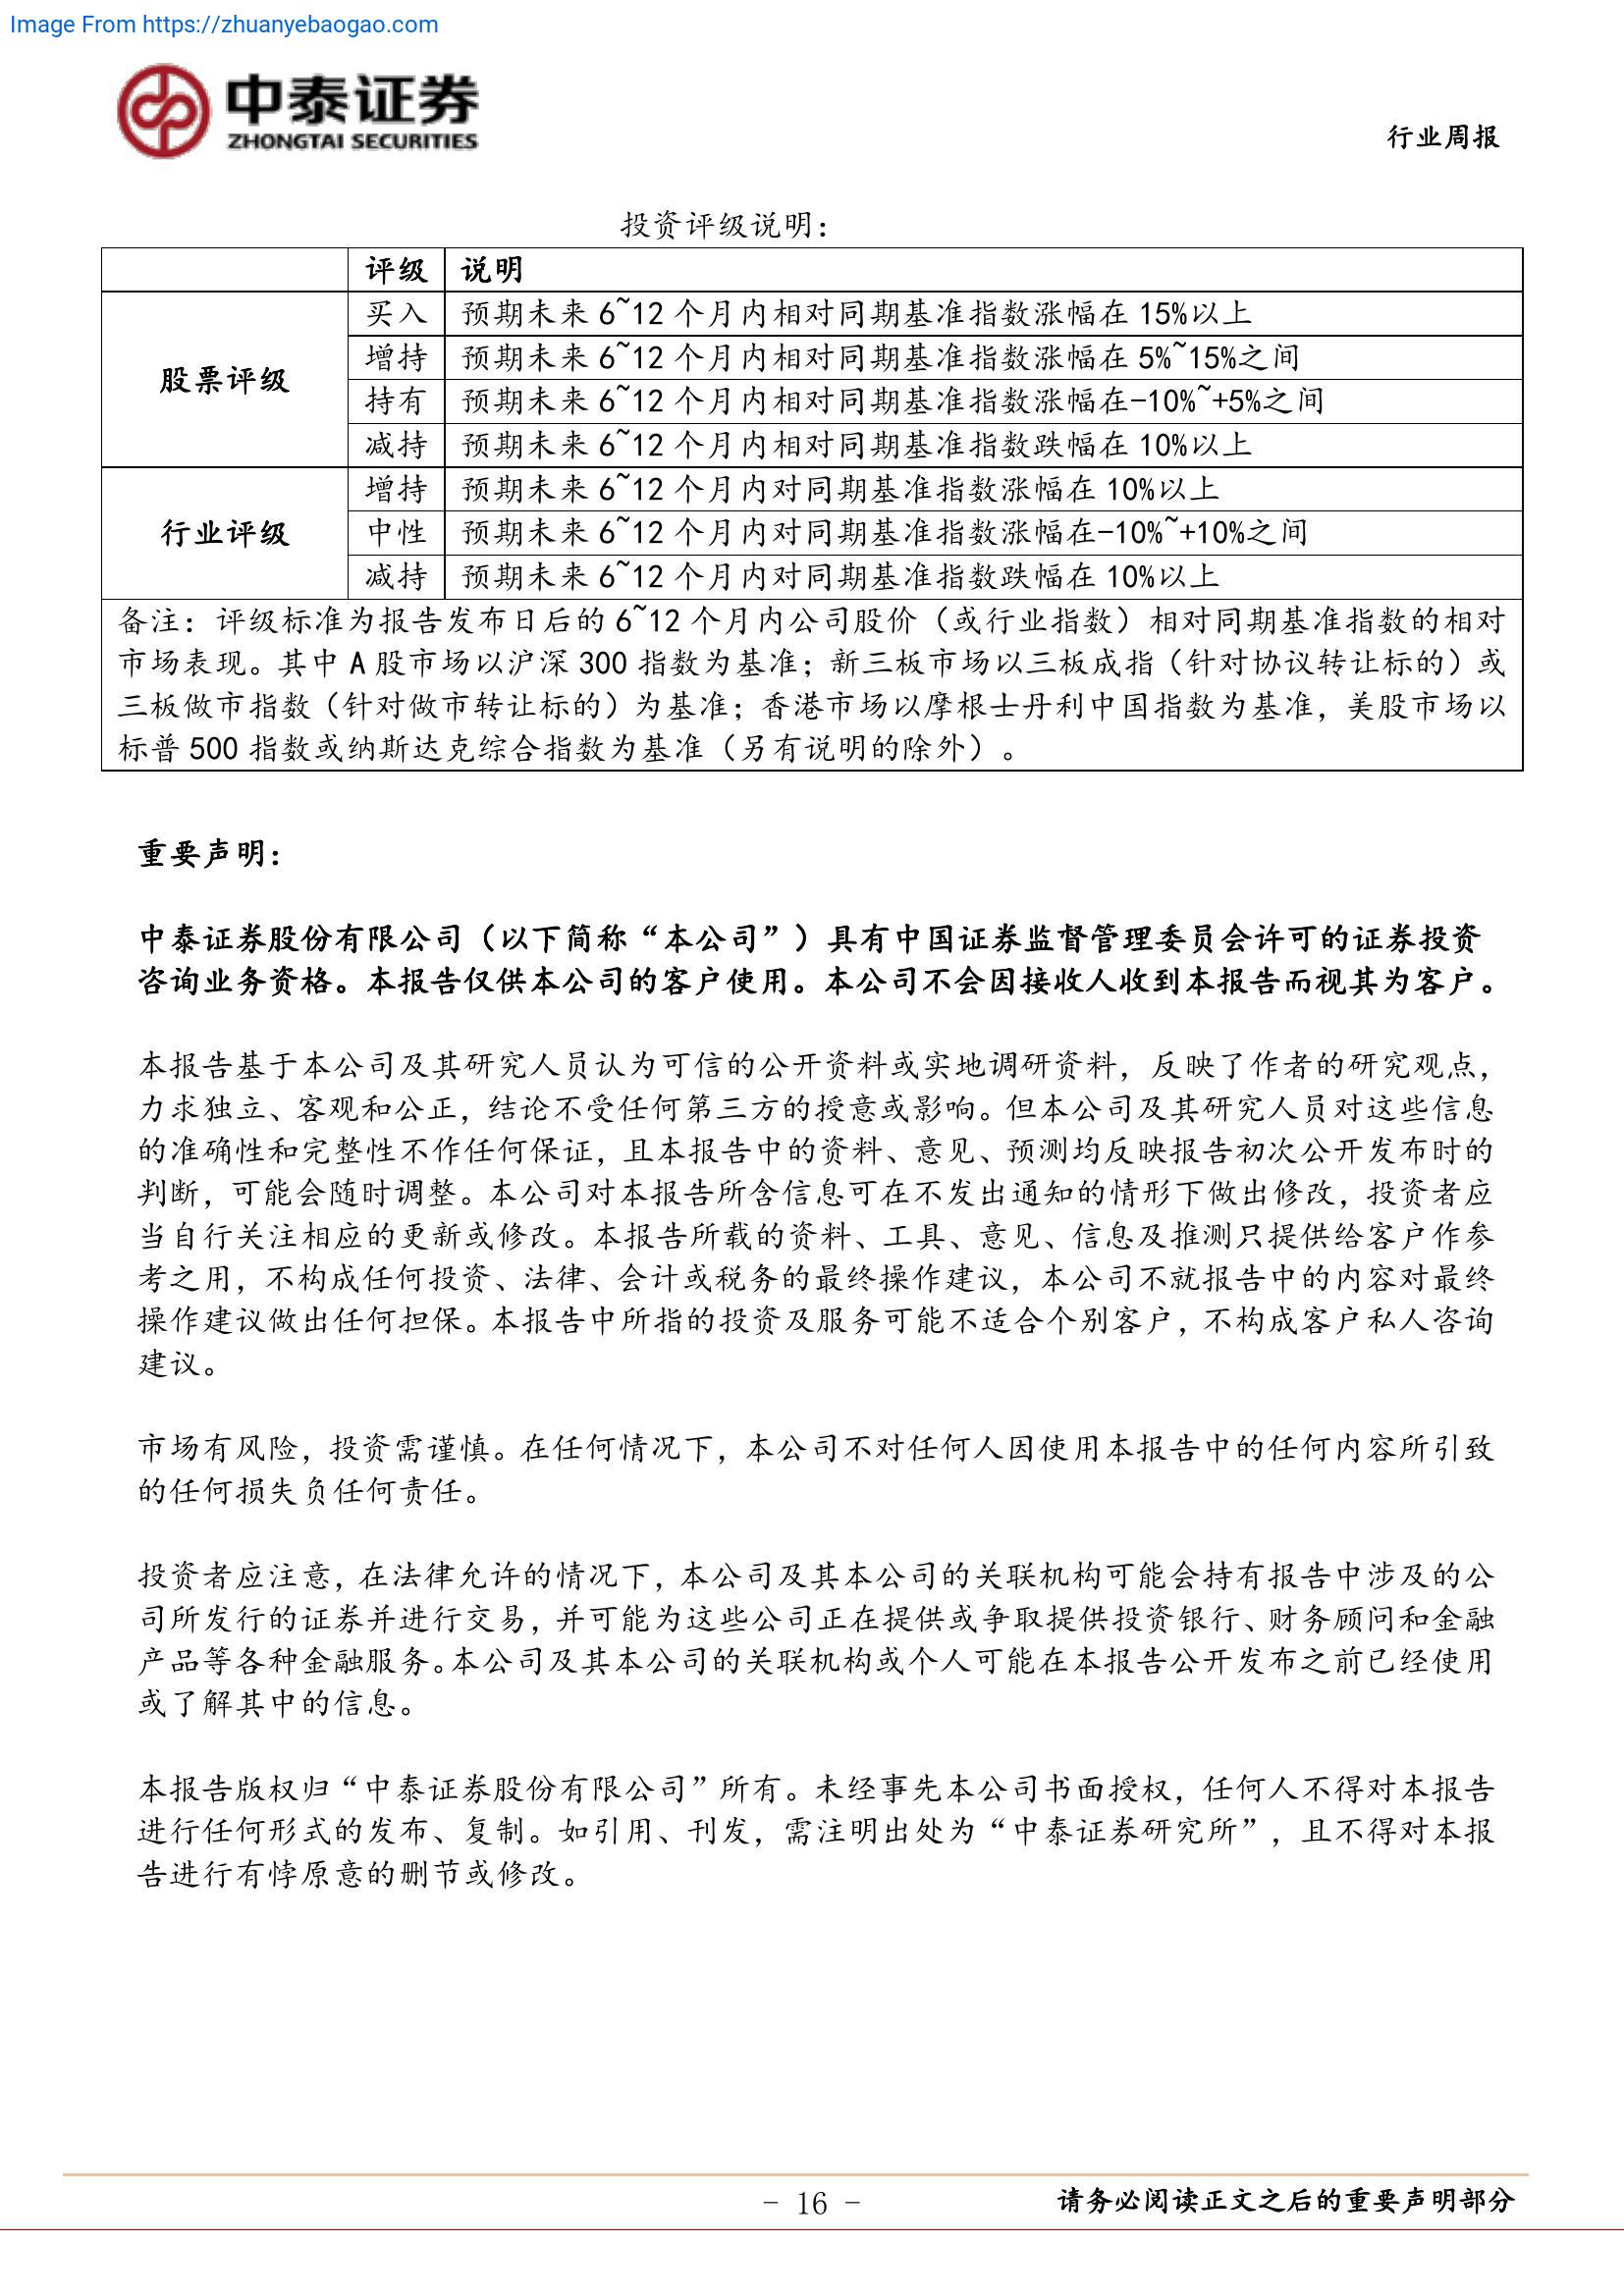 Image From https://zhuanyebaogao.com
中泰证券
ZHONGTAI SECURITIES
行业周报
投资评级说明：
评级 说明
股票评级
买入 预期未来 6~12 个月内相对同期基准指数涨幅在 15%以上
增持 预期未来 6~12 个月内相对同期基准指数涨幅在 5%~15%之间
持有 预期未来 6~12 个月内相对同期基准指数涨幅在-10%~+5%之间
减持 预期未来 6~12 个月内相对同期基准指数跌幅在 10%以上
行业评级
增持 预期未来 6~12 个月内对同期基准指数涨幅在 10%以上
中性 预期未来 6~12 个月内对同期基准指数涨幅在-10%~+10%之间
减持 预期未来 6~12 个月内对同期基准指数跌幅在 10%以上
备注：评级标准为报告发布日后的 6~12 个月内公司股价（或行业指数）相对同期基准指数的相对
市场表现。其中 A 股市场以沪深 300 指数为基准；新三板市场以三板成指（针对协议转让标的）或
三板做市指数（针对做市转让标的）为基准；香港市场以摩根士丹利中国指数为基准，美股市场以
标普 500 指数或纳斯达克综合指数为基准（另有说明的除外）。
重要声明：
中泰证券股份有限公司（以下简称“本公司”）具有中国证券监督管理委员会许可的证券投资
咨询业务资格。本报告仅供本公司的客户使用。本公司不会因接收人收到本报告而视其为客户。
本报告基于本公司及其研究人员认为可信的公开资料或实地调研资料，反映了作者的研究观点，
力求独立、客观和公正，结论不受任何第三方的授意或影响。但本公司及其研究人员对这些信息
的准确性和完整性不作任何保证，且本报告中的资料、意见、预测均反映报告初次公开发布时的
判断，可能会随时调整。本公司对本报告所含信息可在不发出通知的情形下做出修改，投资者应
当自行关注相应的更新或修改。本报告所载的资料、工具、意见、信息及推测只提供给客户作参
考之用，不构成任何投资、法律、会计或税务的最终操作建议，本公司不就报告中的内容对最终
操作建议做出任何担保。本报告中所指的投资及服务可能不适合个别客户，不构成客户私人咨询
建议。
市场有风险，投资需谨慎。在任何情况下，本公司不对任何人因使用本报告中的任何内容所引致
的任何损失负任何责任。
投资者应注意，在法律允许的情况下，本公司及其本公司的关联机构可能会持有报告中涉及的公
司所发行的证券并进行交易，并可能为这些公司正在提供或争取提供投资银行、财务顾问和金融
产品等各种金融服务。本公司及其本公司的关联机构或个人可能在本报告公开发布之前已经使用
或了解其中的信息。
本报告版权归“中泰证券股份有限公司”所有。未经事先本公司书面授权，任何人不得对本报告
进行任何形式的发布、复制。如引用、刊发，需注明出处为“中泰证券研究所”，且不得对本报
告进行有悖原意的删节或修改。
- 16 -
请务必阅读正文之后的重要声明部分